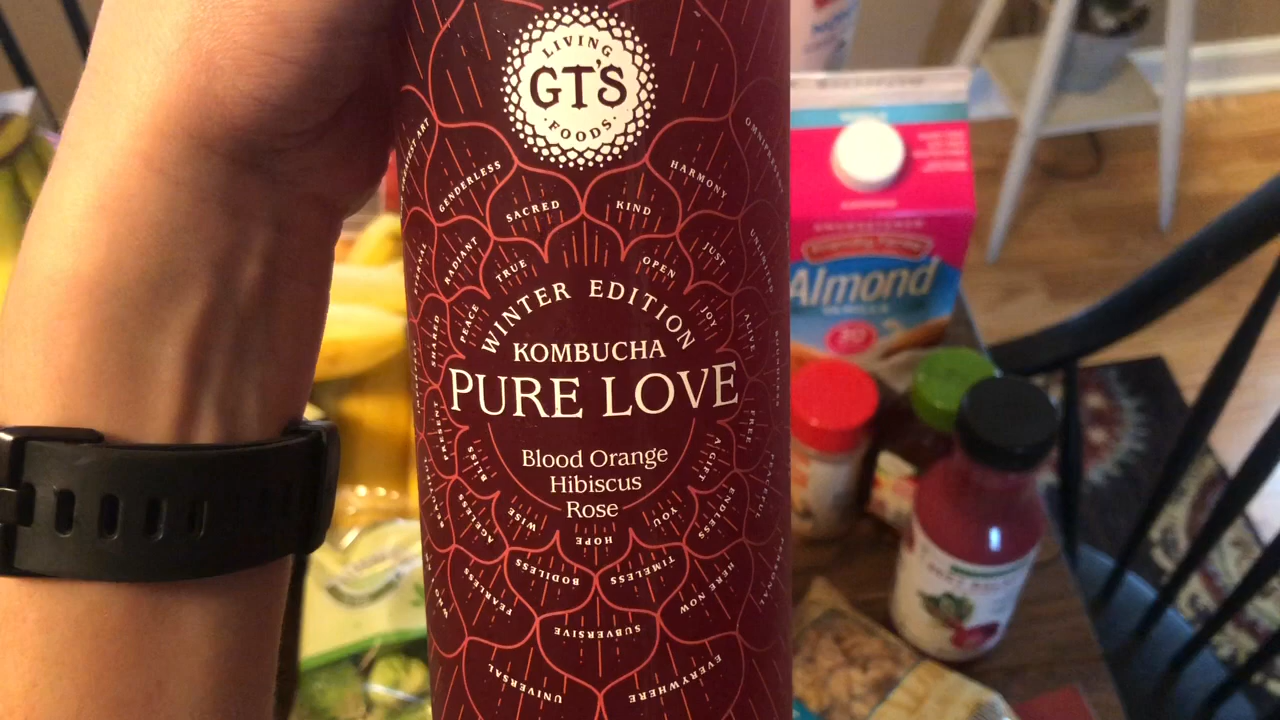 LIVING
GT'S
FOODS
GENDERLESS
HARMONY
SACRED
KIND
RADIANT
TRUE
OPEN
JUST
UNLIMITED
PEACE
JOY
ALIVE
SHARED
WINTER EDITION
KOMBUCHA
PURE LOVE
Blood Orange
Hibiscus
Rose
FREE
BLISS
A GIFT
AGELESS
WISE
HOPE
YOU
ENDLESS
FEARLESS
BODILESS
TIMELESS
HERE NOW
SUBVERSIVE
UNIVERSAL
EVERYWHERE
Almond
VANILLA